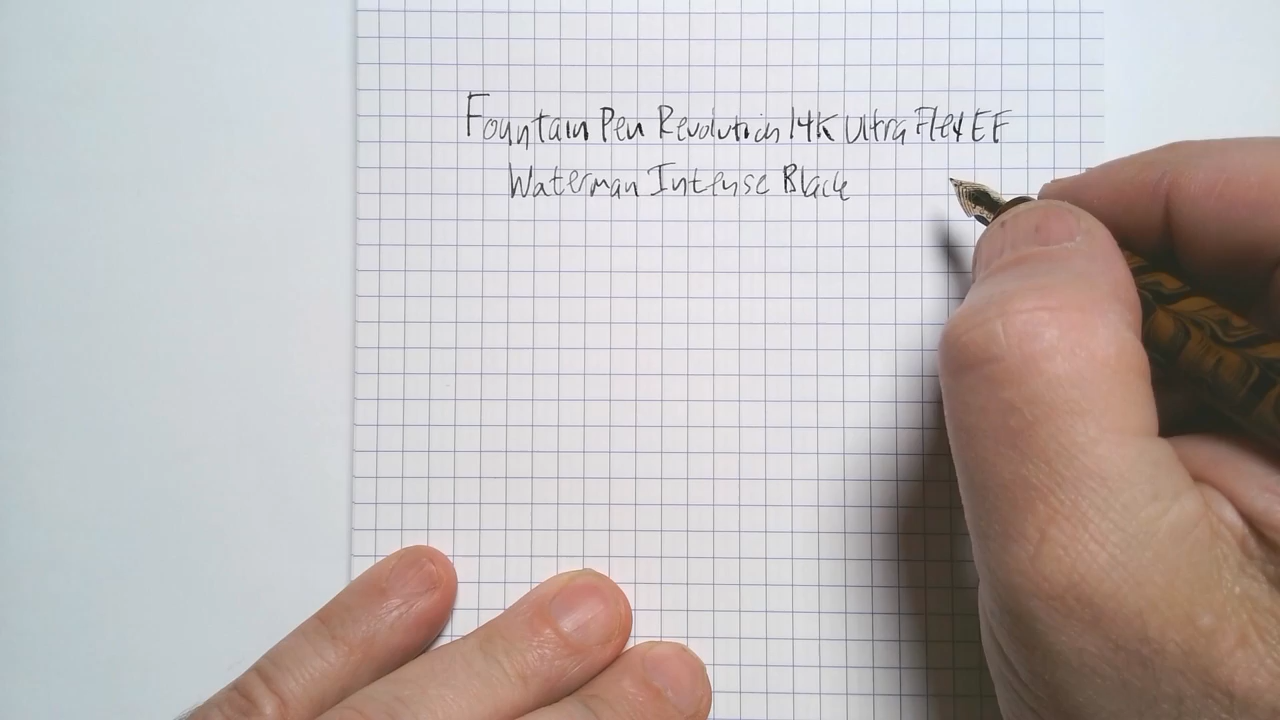 Fountain Pen Revolution 14K Ultra Flex EF
Waterman Intense Black